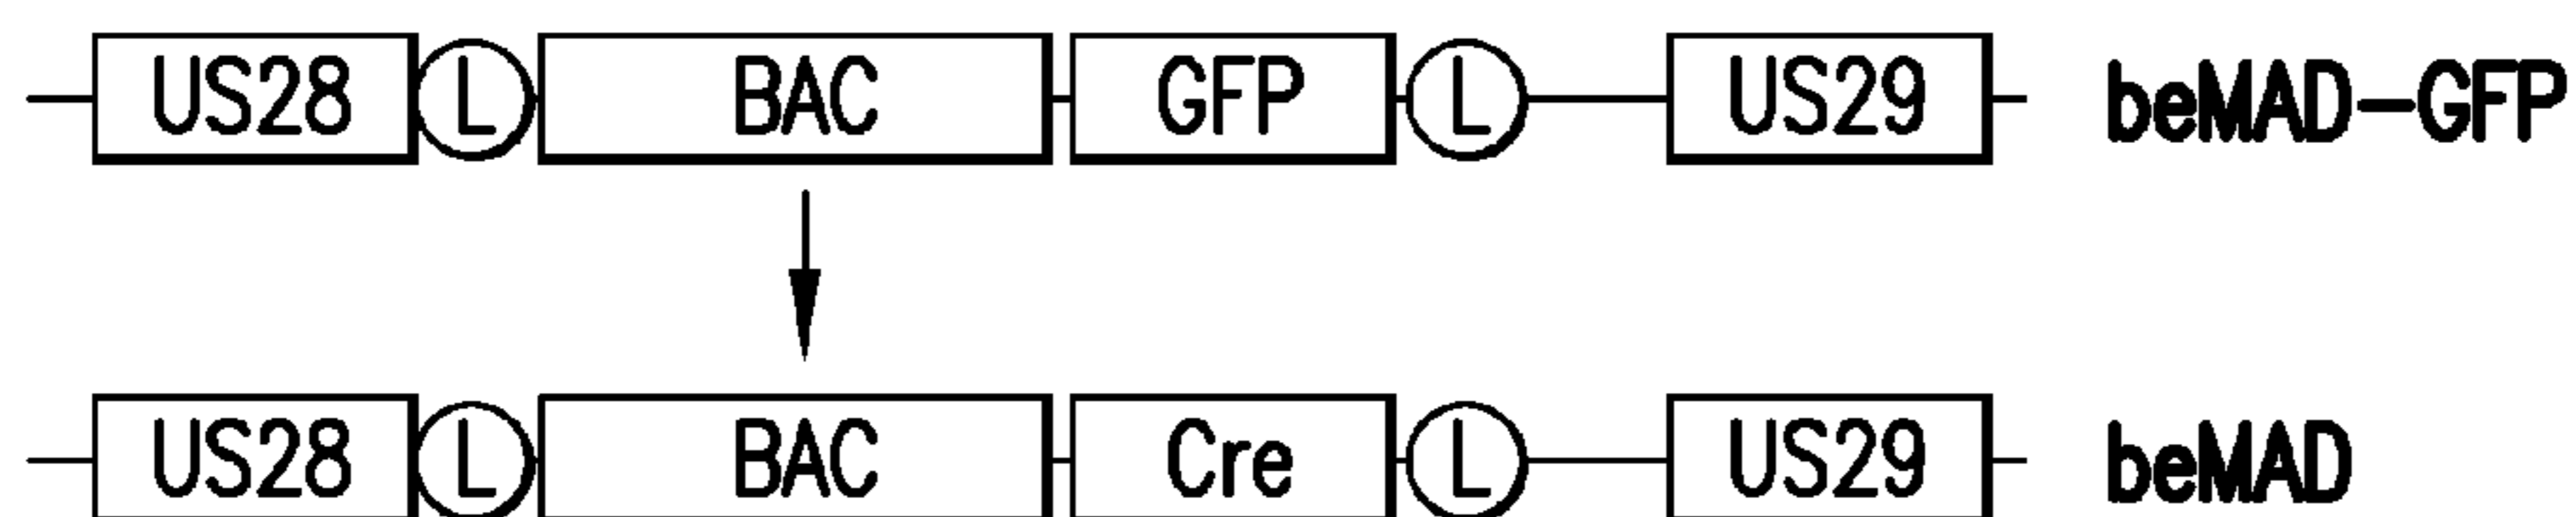 US28 L BAC GFP L US29 beMAD-GFP
US28 L BAC Cre L US29 beMAD